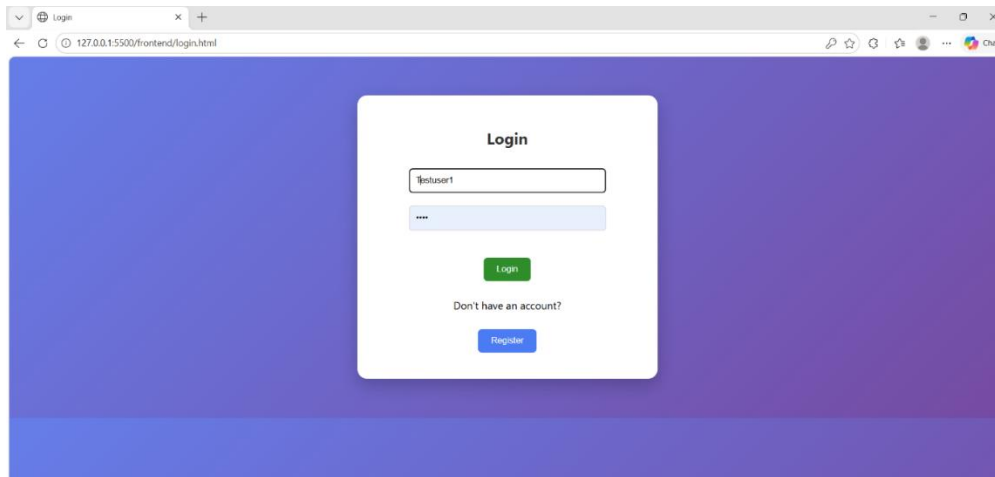 Login
127.0.0.1:5500/frontend/login.html
Login
Testuser1
••••
Login
Don't have an account?
Register